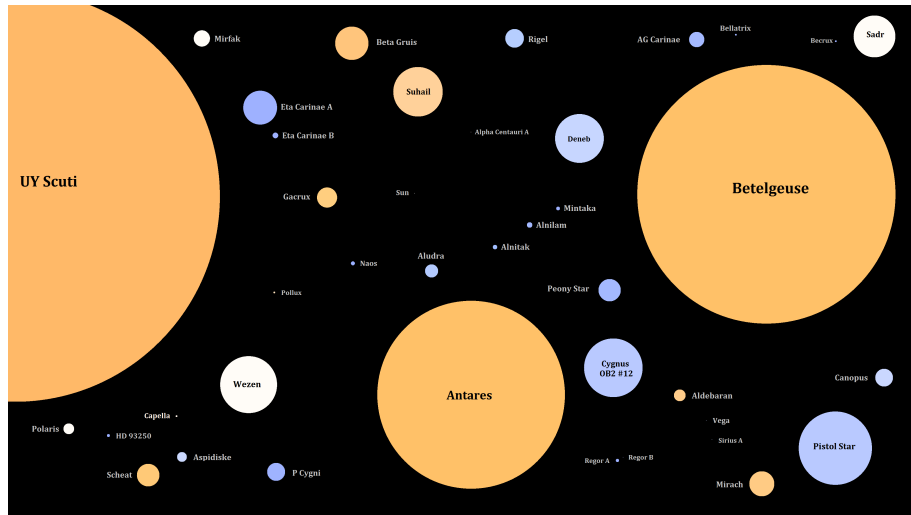 Mirfak
Beta Gruis
Rigel
AG Carinae
Bellatrix
Becrux
Sadr
Suhail
Eta Carinae A
Eta Carinae B
Alpha Centauri A
Deneb
UY Scuti
Betelgeuse
Gacrux
Sun
Mintaka
Alnilam
Alnitak
Aludra
Naos
Pollux
Peony Star
Wezen
Antares
Cygnus
OB2 #12
Canopus
Aldebaran
Capella
Polaris
HD 93250
Vega
Sirius A
Pistol Star
Aspidiske
Scheat
P Cygni
Regor A
Regor B
Mirach